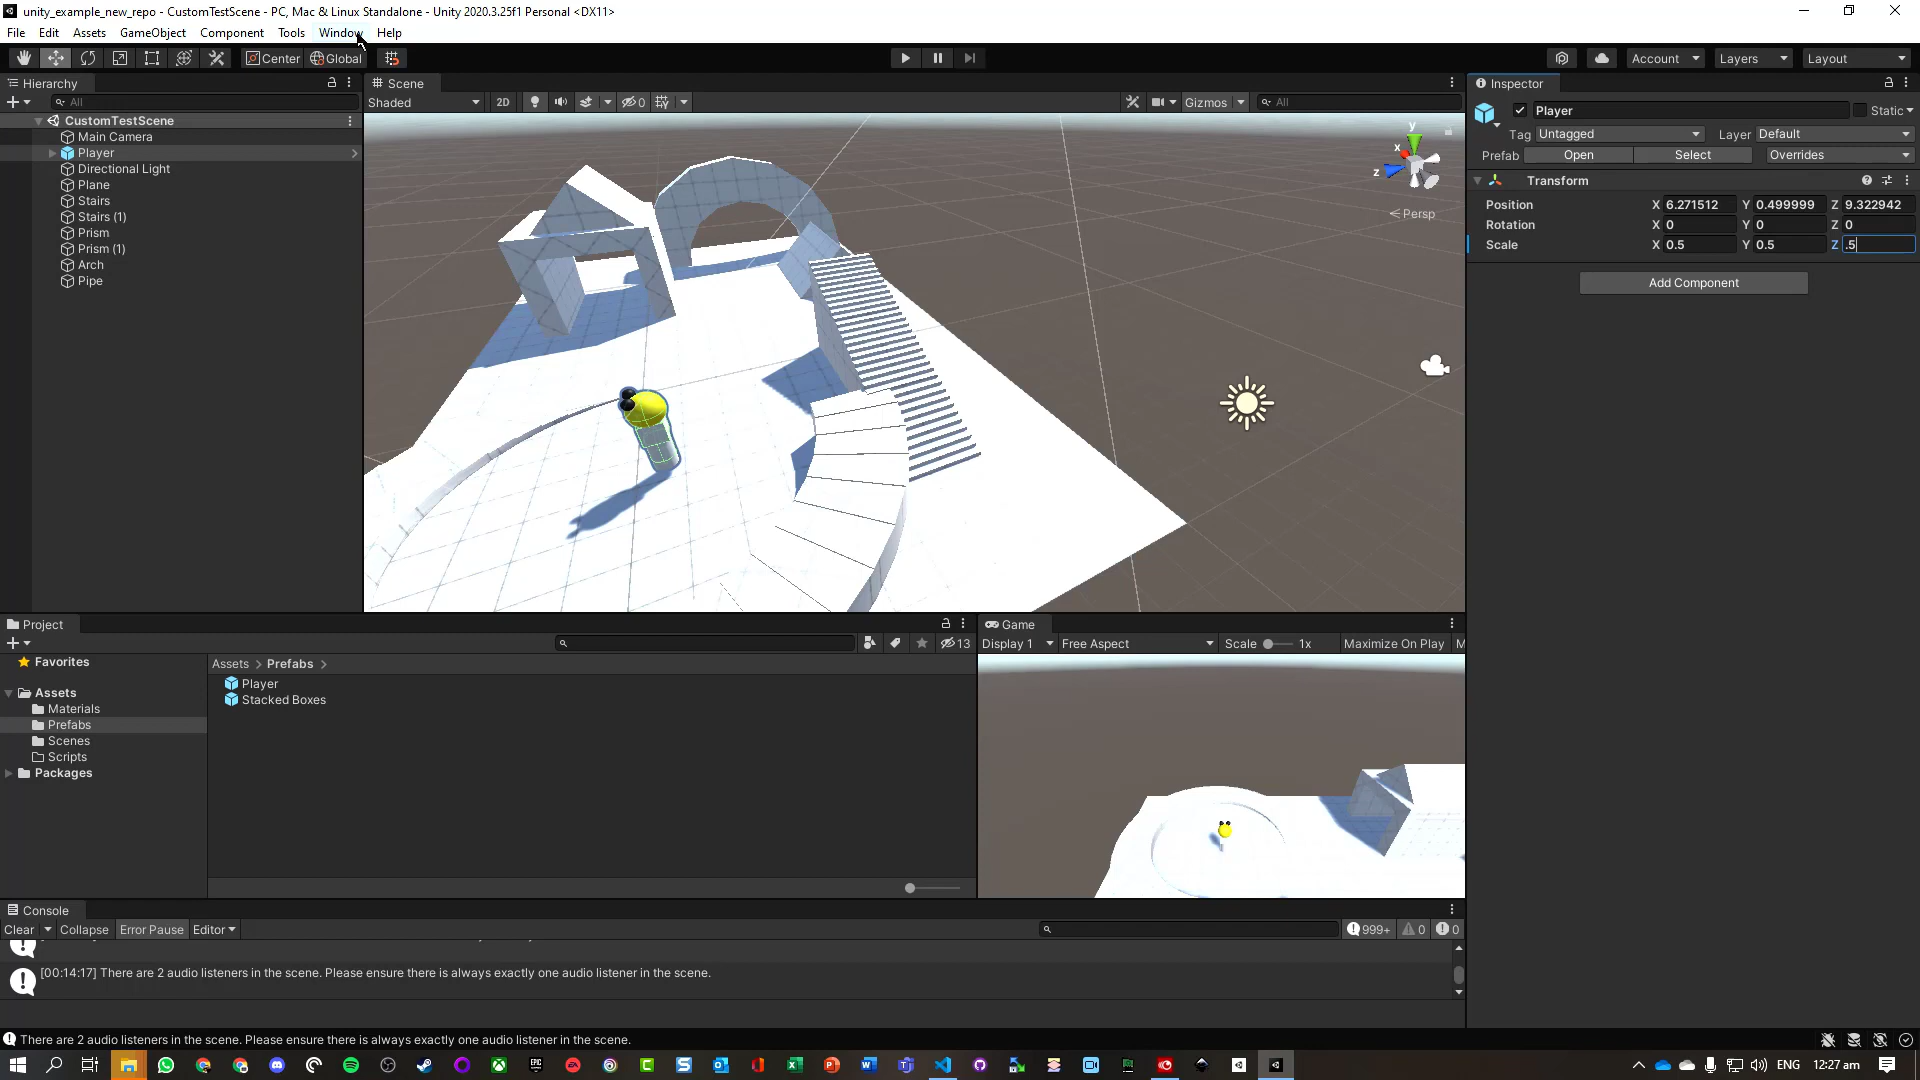 unity_example_new_repo - CustomTestScene - PC, Mac & Linux Standalone - Unity 2020.3.25f1 Personal <DX11>
File Edit Assets GameObject Component Tools Window Help
Center Global Account Layers Layout
Hierarchy
All
CustomTestScene
Main Camera
Player
Directional Light
Plane
Stairs
Stairs (1)
Prism
Prism (1)
Arch
Pipe
Scene
Shaded 2D 0 Gizmos All
y
x
z
Persp
Inspector
Player Static
Tag Untagged Layer Default
Prefab Open Select Overrides
Transform
Position X 6.271512 Y 0.499999 Z 9.322942
Rotation X 0 Y 0 Z 0
Scale X 0.5 Y 0.5 Z .5
Add Component
Project
13
Favorites
Assets
Materials
Prefabs
Scenes
Scripts
Packages
Assets > Prefabs >
Player
Stacked Boxes
Game
Display 1 Free Aspect Scale 1x Maximize On Play M
Console
Clear Collapse Error Pause Editor 999+ 0 0
[00:14:17] There are 2 audio listeners in the scene. Please ensure there is always exactly one audio listener in the scene.
There are 2 audio listeners in the scene. Please ensure there is always exactly one audio listener in the scene.
ENG 12:27 am